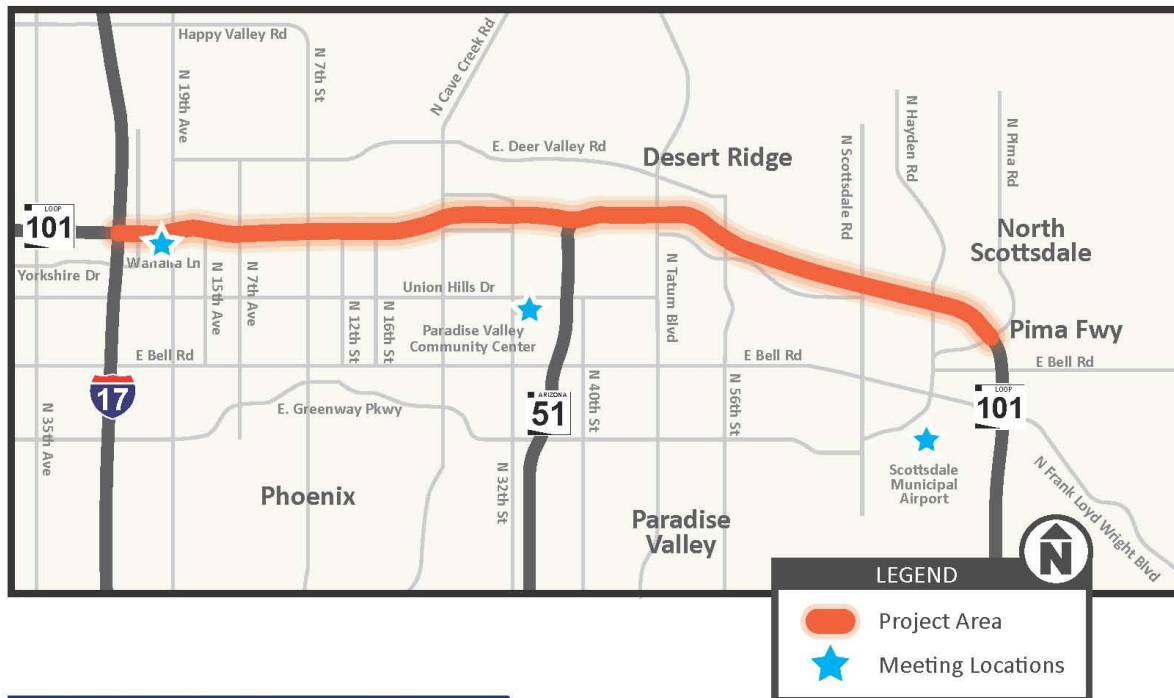 Happy Valley Rd
N 19th Ave
N 7th St
N Cave Creek Rd
E. Deer Valley Rd
Desert Ridge
N Scottsdale Rd
N Hayden Rd
N Pima Rd
LOOP
101
North
Scottsdale
Yorkshire Dr
Wahalla Ln
N 15th Ave
N 7th Ave
Union Hills Dr
N 12th St
N 16th St
Paradise Valley
Community Center
N Tatum Blvd
Pima Fwy
E Bell Rd
E Bell Rd
E Bell Rd
17
N 35th Ave
E. Greenway Pkwy
ARIZONA
51
N 40th St
N 56th St
LOOP
101
N 32th St
Scottsdale
Municipal
Airport
Phoenix
Paradise
Valley
N Frank Loyd Wright Blvd
N
LEGEND
Project Area
Meeting Locations